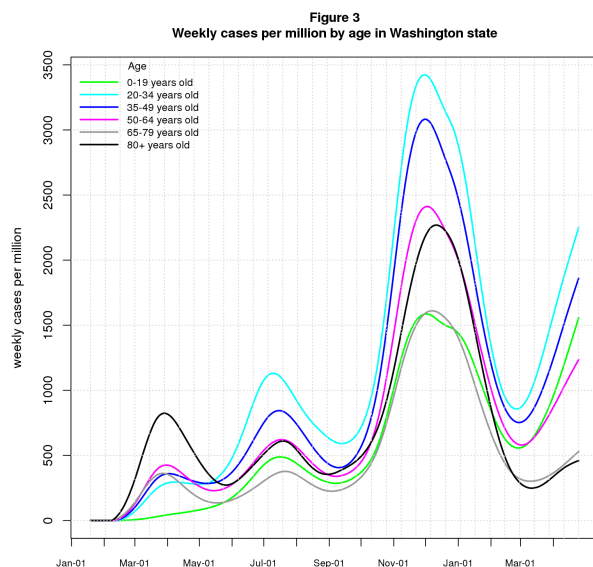 Figure 3
Weekly cases per million by age in Washington state
weekly cases per million
3500
3000
2500
2000
1500
1000
500
0
Age
0-19 years old
20-34 years old
35-49 years old
50-64 years old
65-79 years old
80+ years old
Jan-01 Mar-01 May-01 Jul-01 Sep-01 Nov-01 Jan-01 Mar-01